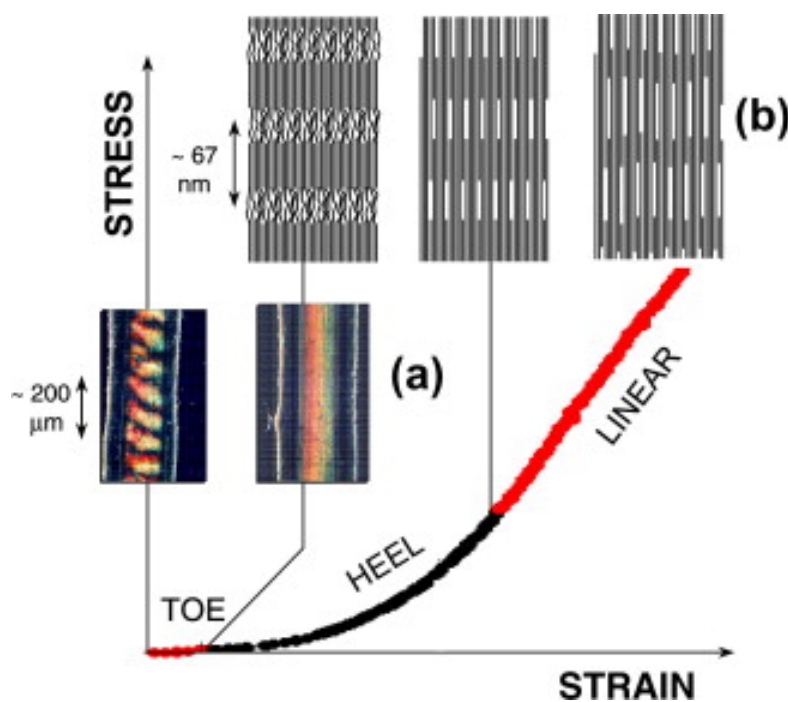 STRESS
~ 67
nm
(b)
~ 200
μm
(a)
TOE
HEEL
LINEAR
STRAIN